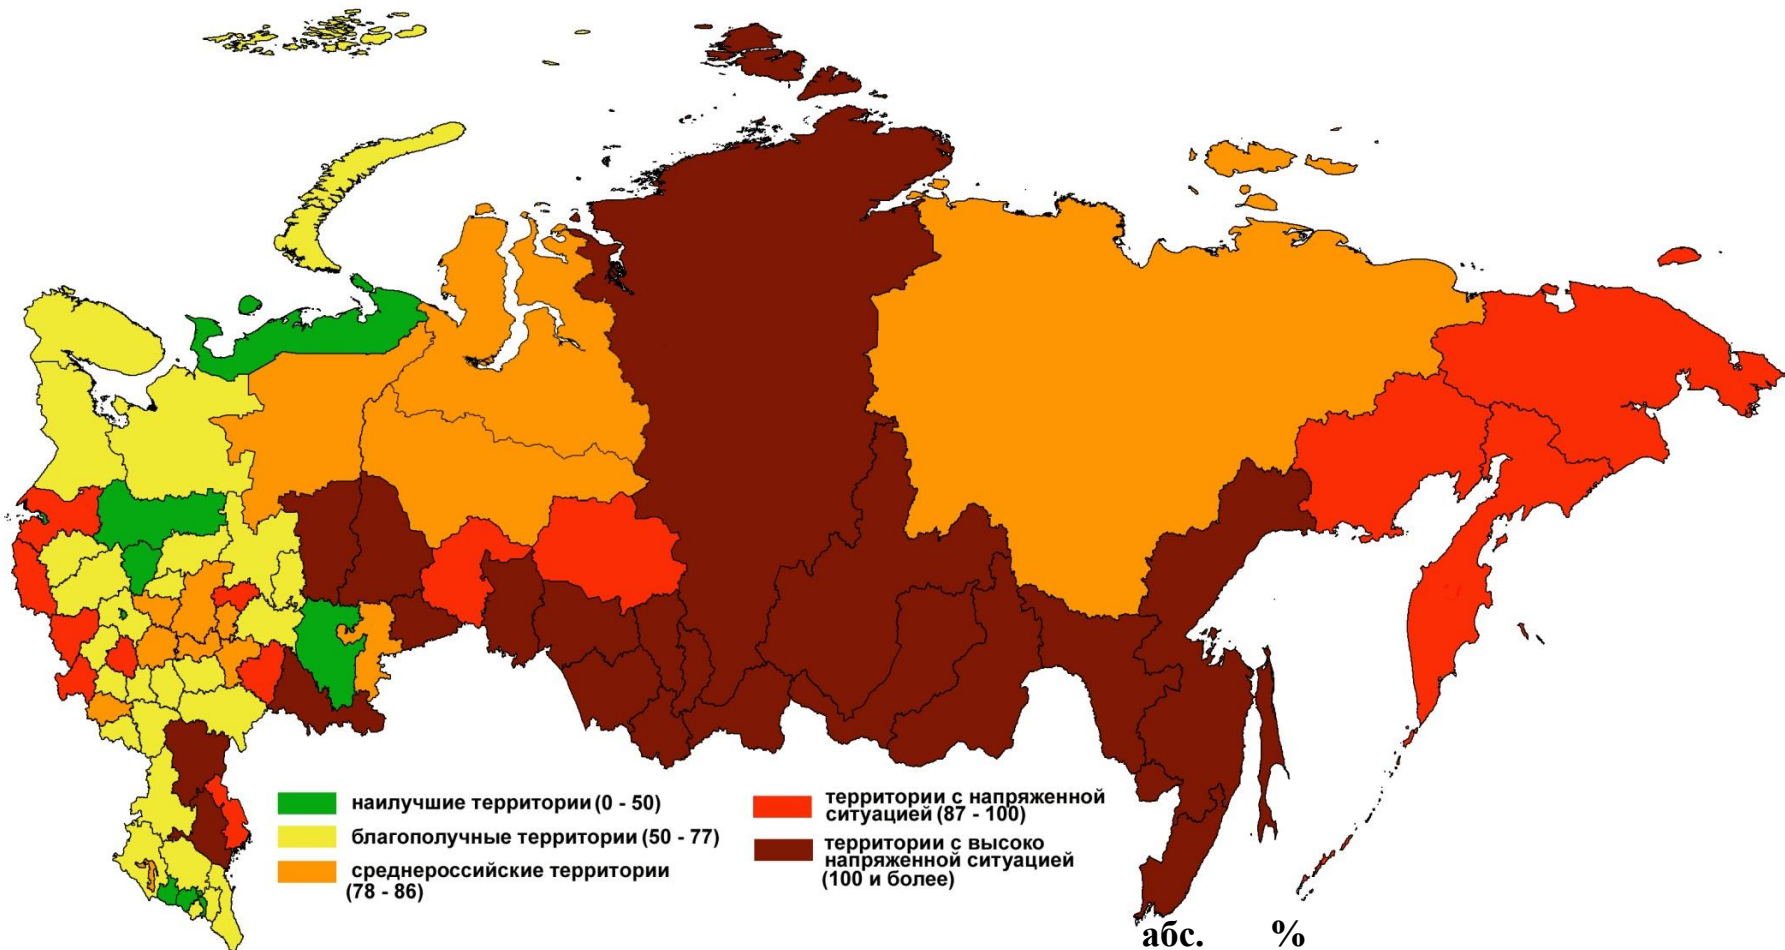 наилучшие территории (0 - 50)
благополучные территории (50 - 77)
среднероссийские территории
(78 - 86)
территории с напряженной
ситуацией (87 - 100)
территории с высоко
напряженной ситуацией
(100 и более)
абс. %